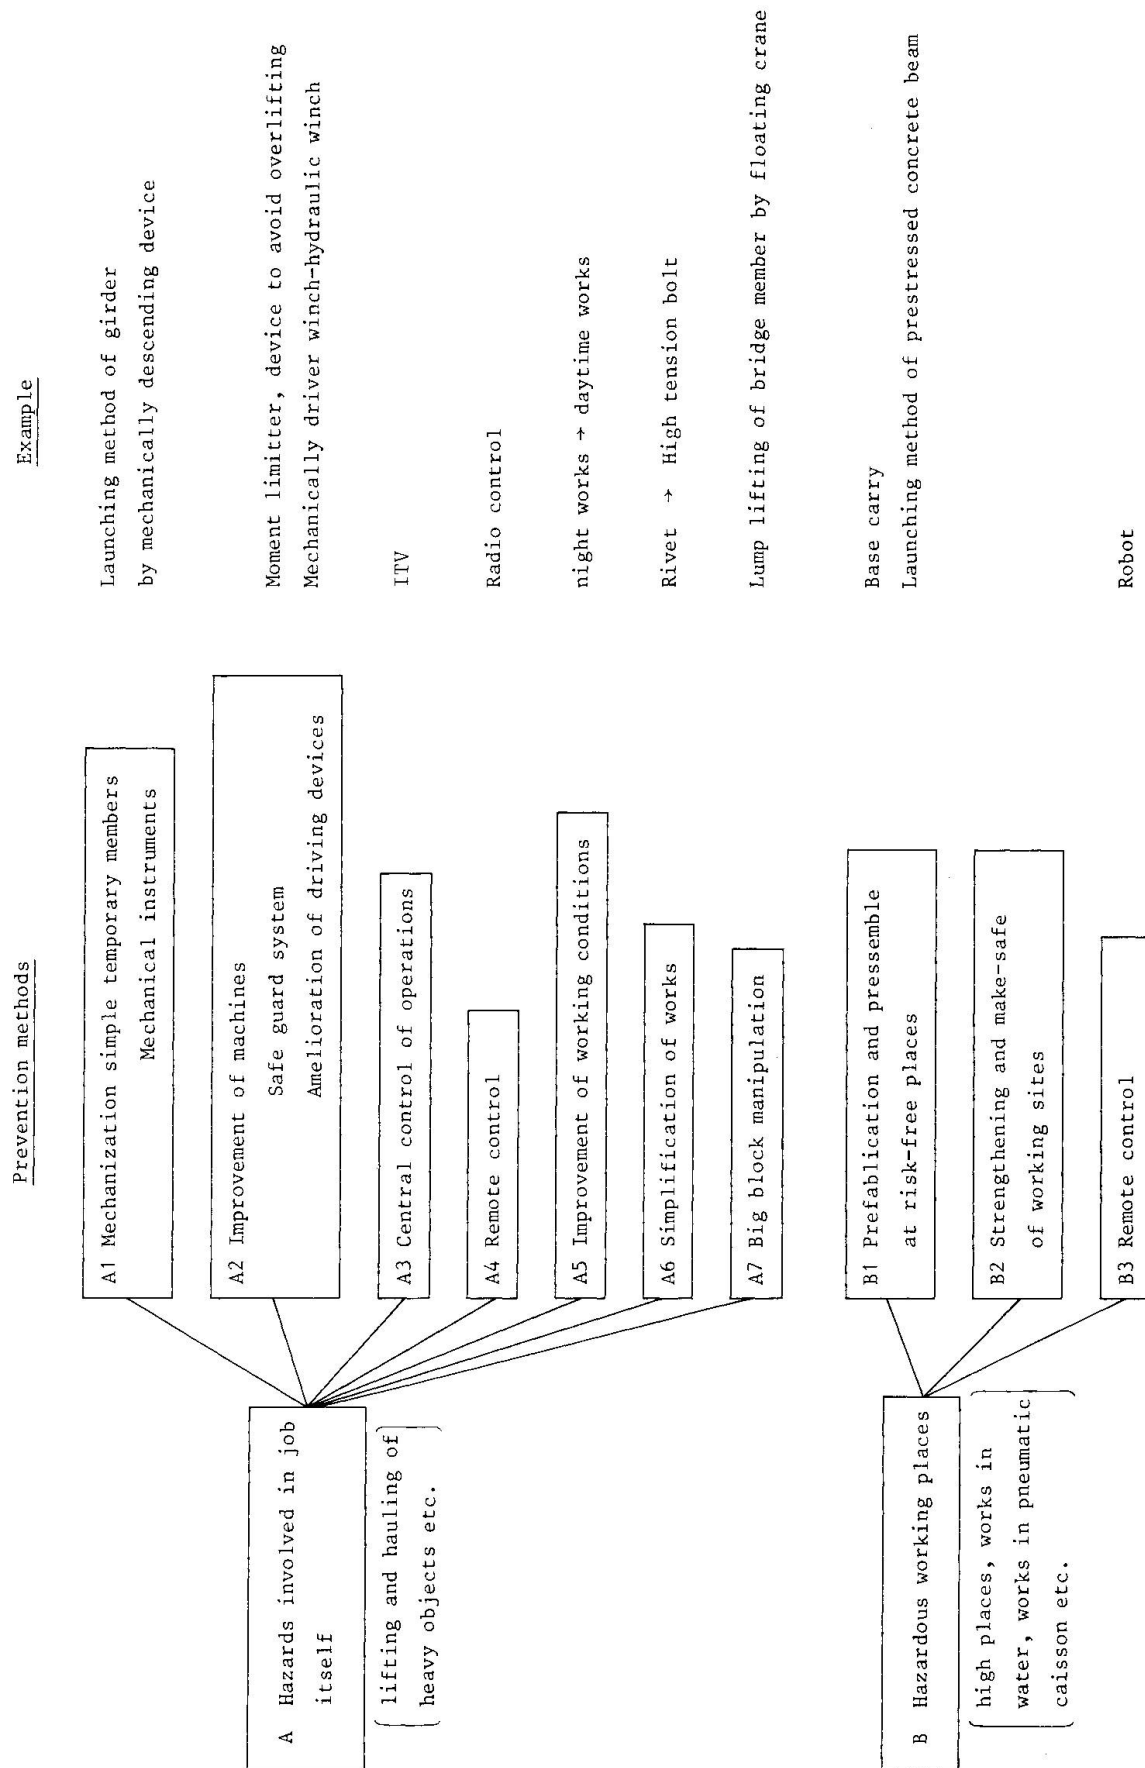 Prevention methods
Example
A Hazards involved in job
itself
lifting and hauling of
heavy objects etc.
A1 Mechanization simple temporary members
Mechanical instruments
Launching method of girder
by mechanically descending device
A2 Improvement of machines
Safe guard system
Amelioration of driving devices
Moment limitter, device to avoid overlifting
Mechanically driver winch-hydraulic winch
A3 Central control of operations
ITV
A4 Remote control
Radio control
A5 Improvement of working conditions
night works → daytime works
A6 Simplification of works
Rivet → High tension bolt
A7 Big block manipulation
Lump lifting of bridge member by floating crane
B Hazardous working places
high places, works in
water, works in pneumatic
caisson etc.
B1 Prefablication and pressemble
at risk-free places
Base carry
Launching method of prestressed concrete beam
B2 Strengthening and make-safe
of working sites
B3 Remote control
Robot